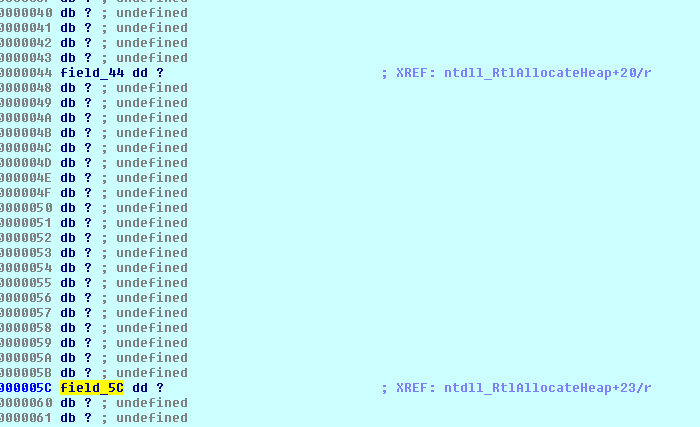 0000040 db ? ; undefined
0000041 db ? ; undefined
0000042 db ? ; undefined
0000043 db ? ; undefined
0000044 field_44 dd ? ; XREF: ntdll_RtlAllocateHeap+20/r
0000048 db ? ; undefined
0000049 db ? ; undefined
000004A db ? ; undefined
000004B db ? ; undefined
000004C db ? ; undefined
000004D db ? ; undefined
000004E db ? ; undefined
000004F db ? ; undefined
0000050 db ? ; undefined
0000051 db ? ; undefined
0000052 db ? ; undefined
0000053 db ? ; undefined
0000054 db ? ; undefined
0000055 db ? ; undefined
0000056 db ? ; undefined
0000057 db ? ; undefined
0000058 db ? ; undefined
0000059 db ? ; undefined
000005A db ? ; undefined
000005B db ? ; undefined
000005C field_5C dd ? ; XREF: ntdll_RtlAllocateHeap+23/r
0000060 db ? ; undefined
0000061 db ? ; undefined